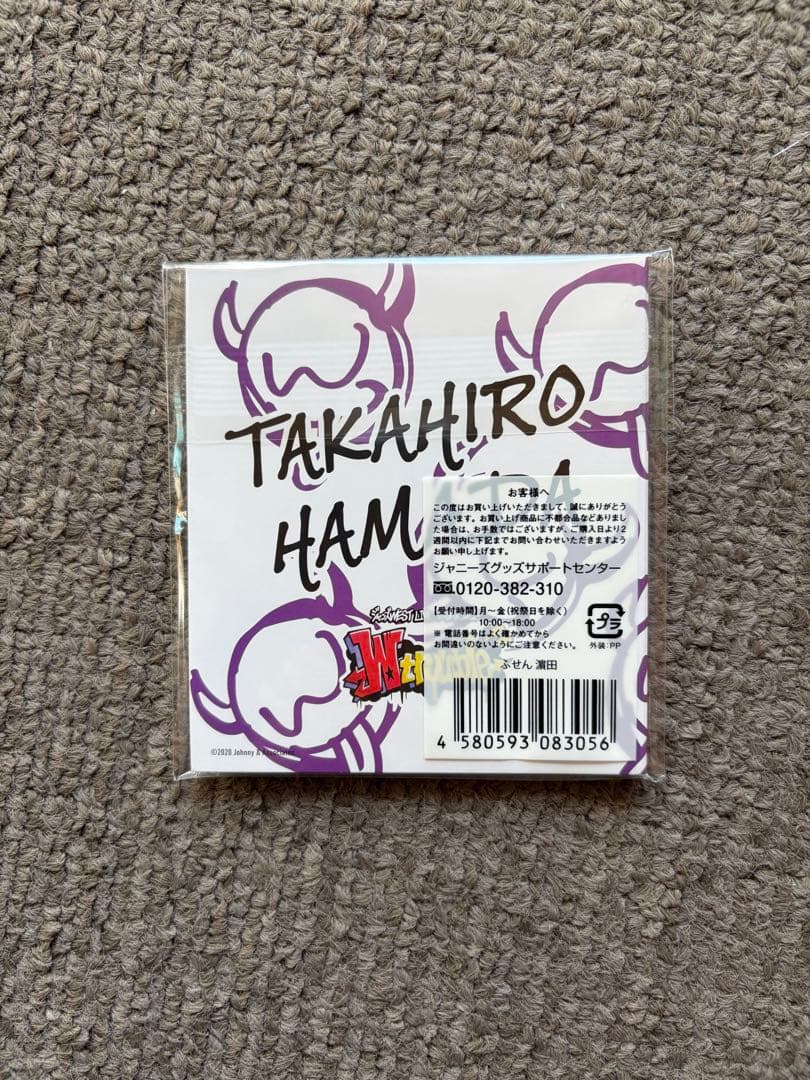 TAKAHIRO
HAM
お客様へ
この度はお買い上げいただきまして、誠にありがとう
ございます。お買い上げ商品に不都合品などありまし
た場合は、お手数ではございますが、ご購入日より2
週間以内に下記までお問い合わせいただきますよう
お願い申し上げます。
ジャニーズグッズサポートセンター
0120-382-310
【受付時間】月〜金(祝祭日を除く)
10:00〜18:00
※ 電話番号はよく確かめてから
お間違いのないようにご注意ください。
プラ
外装:PP
ふせん 濵田
4 580593 083056
©2020 Johnny & Associates